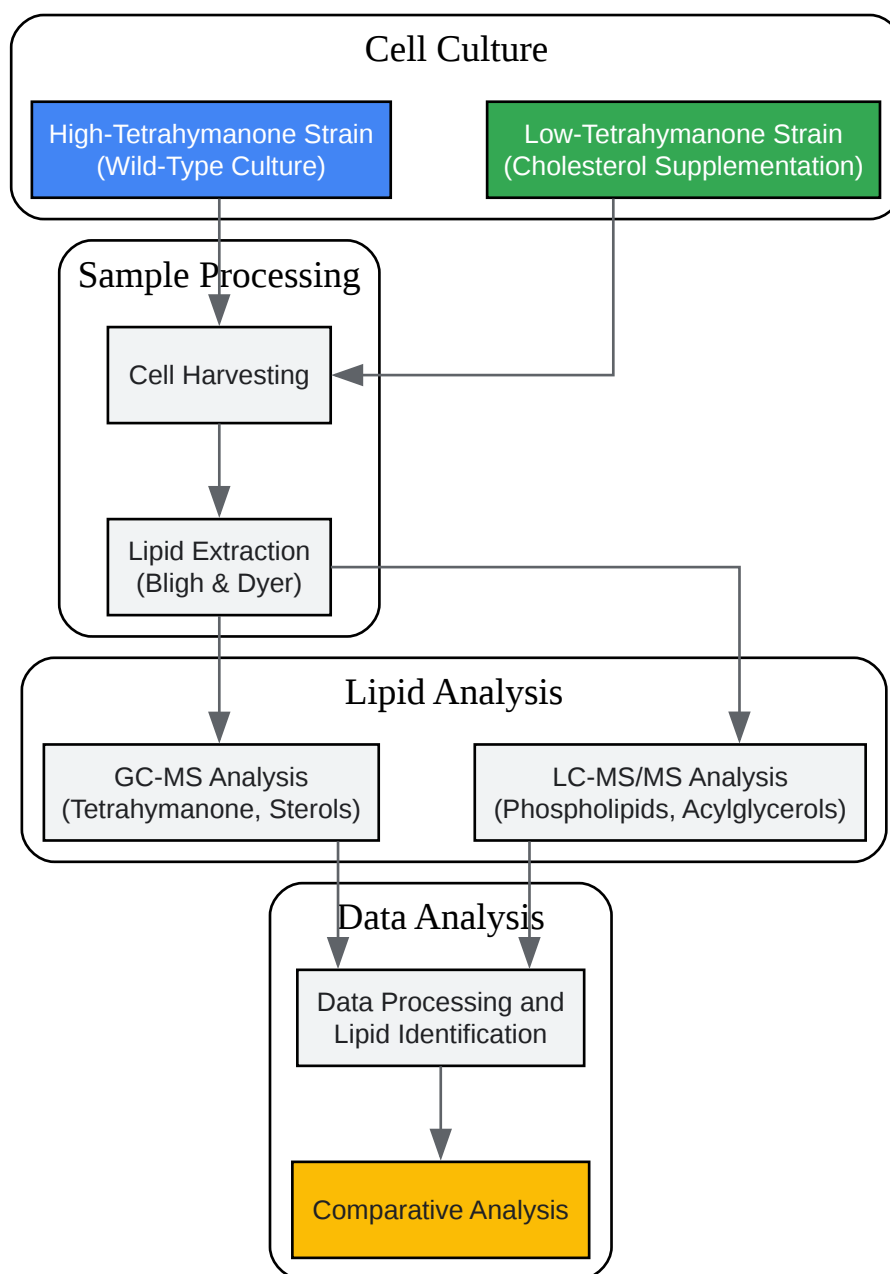 Cell Culture
High-Tetrahymanone Strain
(Wild-Type Culture)
Low-Tetrahymanone Strain
(Cholesterol Supplementation)
Sample Processing
Cell Harvesting
Lipid Extraction
(Bligh & Dyer)
Lipid Analysis
GC-MS Analysis
(Tetrahymanone, Sterols)
LC-MS/MS Analysis
(Phospholipids, Acylglycerols)
Data Analysis
Data Processing and
Lipid Identification
Comparative Analysis